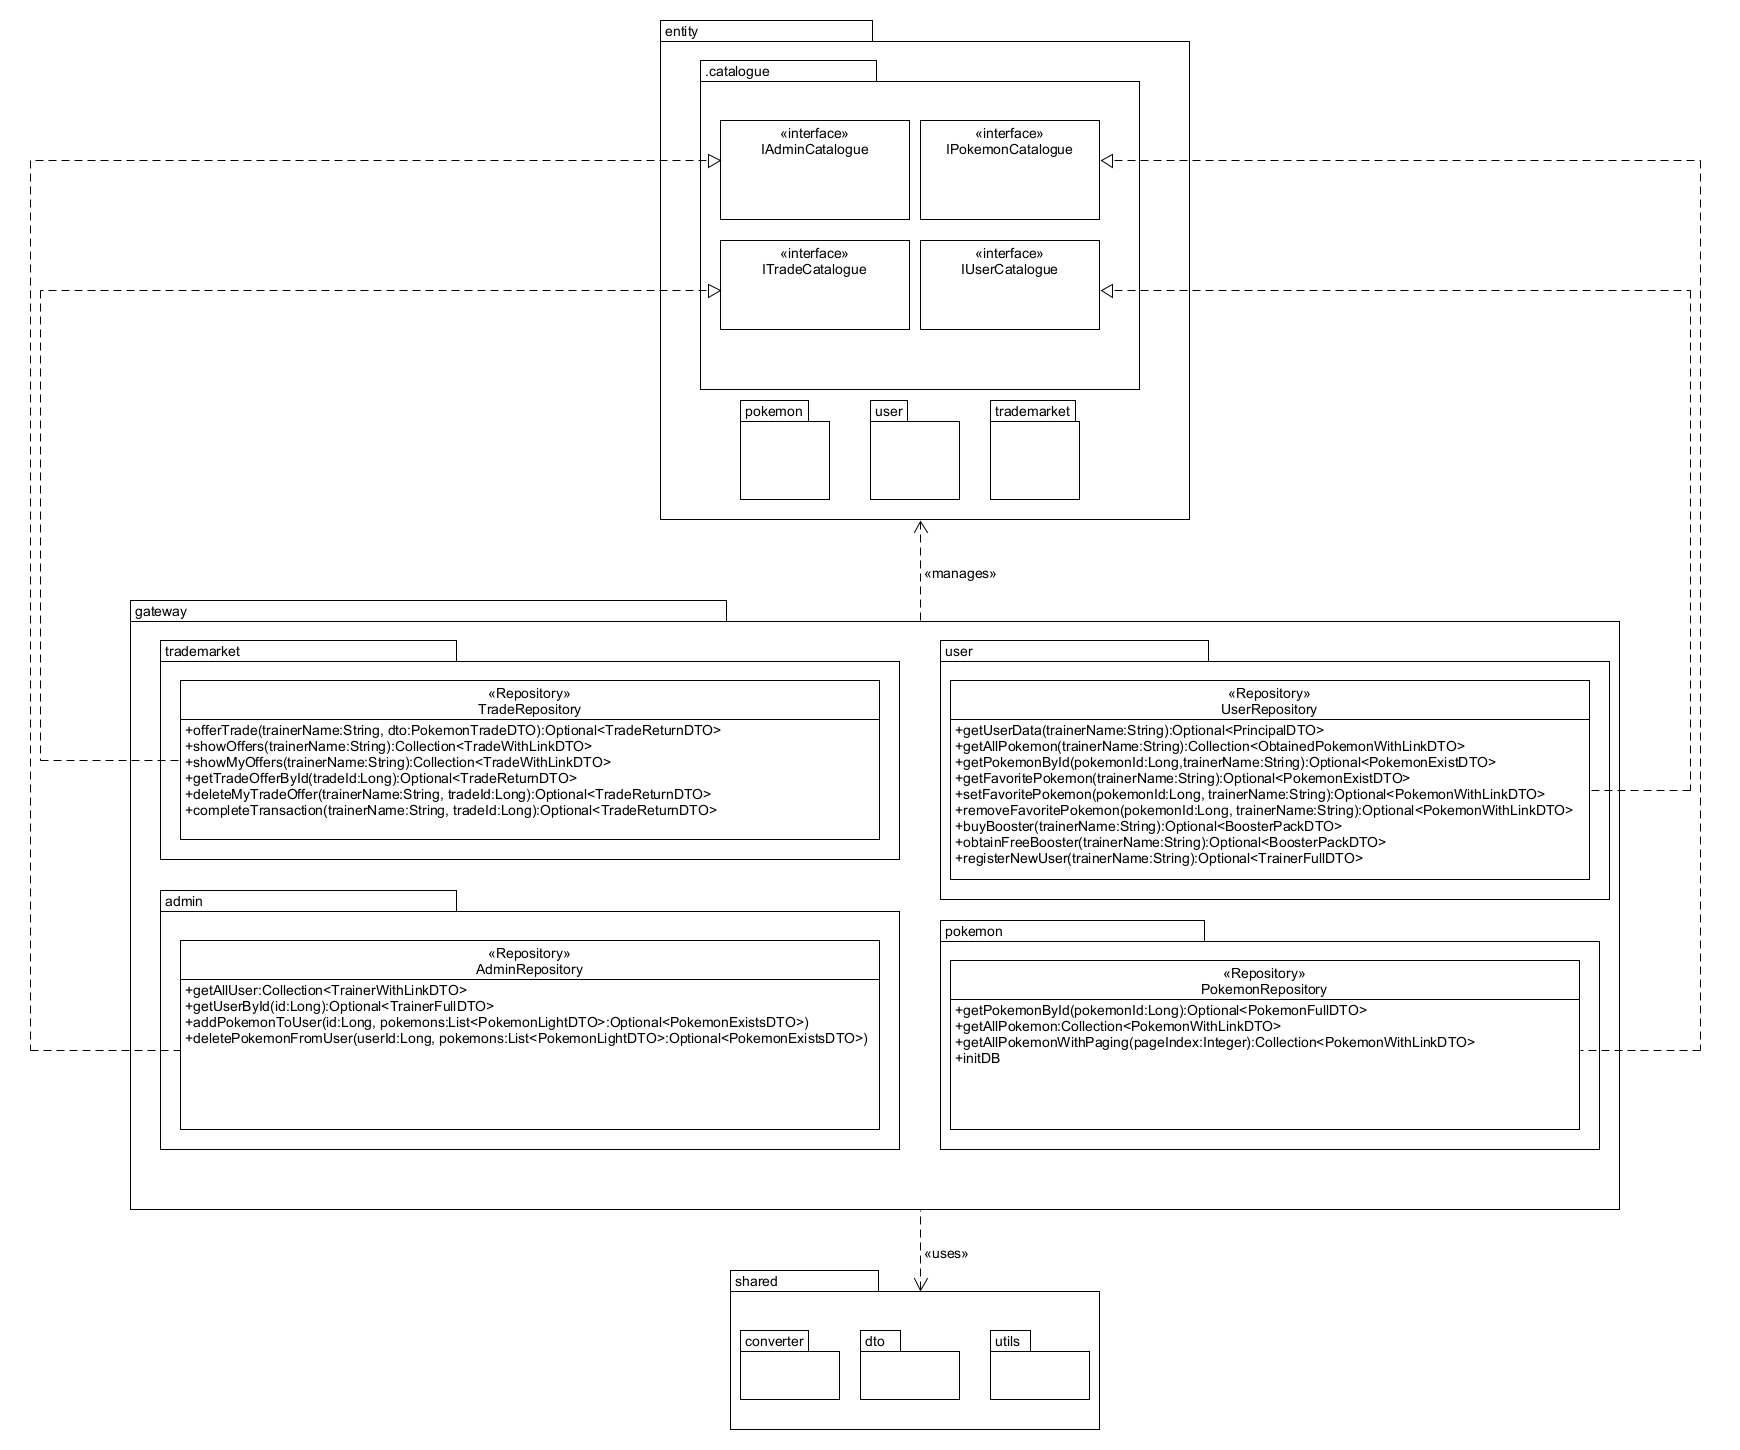 entity
.catalogue
«interface»
IAdminCatalogue
«interface»
IPokemonCatalogue
«interface»
ITradeCatalogue
«interface»
IUserCatalogue
pokemon
user
trademarket
«manages»
gateway
trademarket
«Repository»
TradeRepository
+offerTrade(trainerName:String, dto:PokemonTradeDTO):Optional<TradeReturnDTO>
+showOffers(trainerName:String):Collection<TradeWithLinkDTO>
+showMyOffers(trainerName:String):Collection<TradeWithLinkDTO>
+getTradeOfferById(tradeId:Long):Optional<TradeReturnDTO>
+deleteMyTradeOffer(trainerName:String, tradeId:Long):Optional<TradeReturnDTO>
+completeTransaction(trainerName:String, tradeId:Long):Optional<TradeReturnDTO>
user
«Repository»
UserRepository
+getUserData(trainerName:String):Optional<PrincipalDTO>
+getAllPokemon(trainerName:String):Collection<ObtainedPokemonWithLinkDTO>
+getPokemonById(pokemonId:Long,trainerName:String):Optional<PokemonExistDTO>
+getFavoritePokemon(trainerName:String):Optional<PokemonExistDTO>
+setFavoritePokemon(pokemonId:Long, trainerName:String):Optional<PokemonWithLinkDTO>
+removeFavoritePokemon(pokemonId:Long, trainerName:String):Optional<PokemonWithLinkDTO>
+buyBooster(trainerName:String):Optional<BoosterPackDTO>
+obtainFreeBooster(trainerName:String):Optional<BoosterPackDTO>
+registerNewUser(trainerName:String):Optional<TrainerFullDTO>
admin
«Repository»
AdminRepository
+getAllUser:Collection<TrainerWithLinkDTO>
+getUserById(id:Long):Optional<TrainerFullDTO>
+addPokemonToUser(id:Long, pokemons:List<PokemonLightDTO>:Optional<PokemonExistsDTO>)
+deletePokemonFromUser(userId:Long, pokemons:List<PokemonLightDTO>:Optional<PokemonExistsDTO>)
pokemon
«Repository»
PokemonRepository
+getPokemonById(pokemonId:Long):Optional<PokemonFullDTO>
+getAllPokemon:Collection<PokemonWithLinkDTO>
+getAllPokemonWithPaging(pageIndex:Integer):Collection<PokemonWithLinkDTO>
+initDB
«uses»
shared
converter
dto
utils